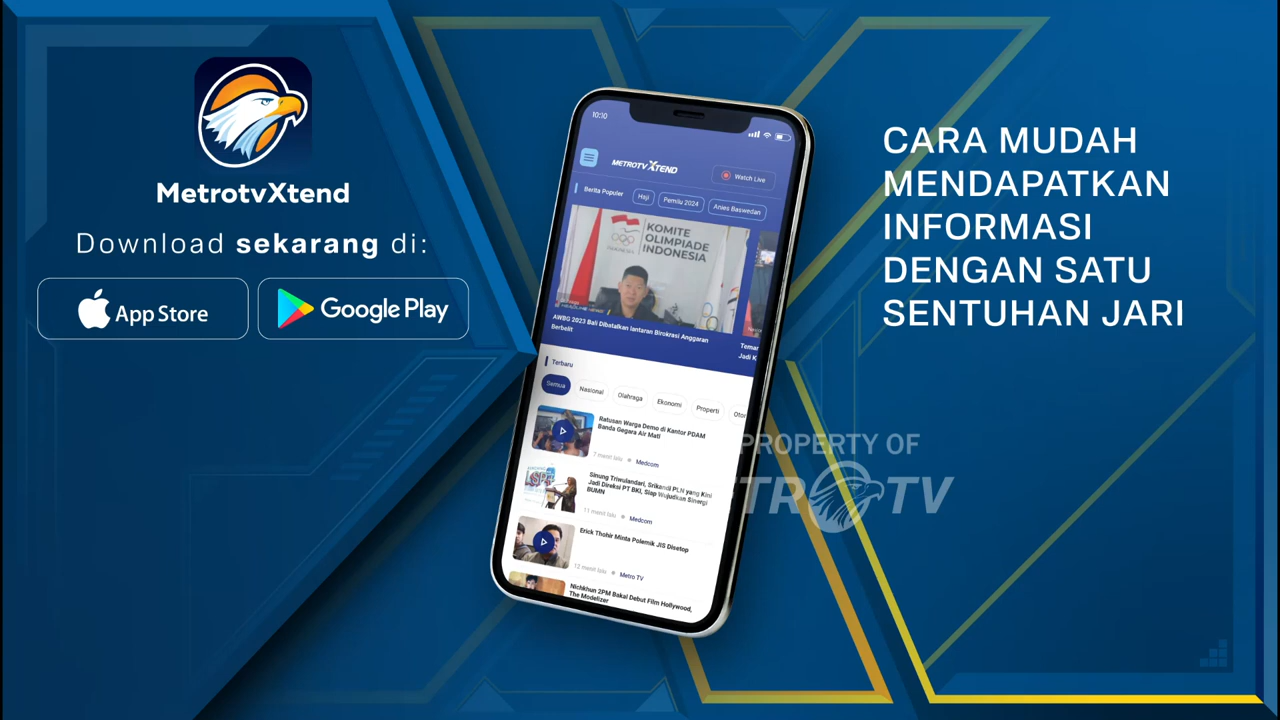 MetrotvXtend
Download sekarang di:
App Store
Google Play
10:10
METROTV XTEND
Watch Live
Berita Populer
Haji
Pemilu 2024
Anies Baswedan
KOMITE
OLIMPIADE
INDONESIA
AWBG 2023 Bali Dibatalkan lantaran Birokrasi Anggaran
Berbelit
Teman
Jadi K
Terbaru
Semua
Nasional
Olahraga
Ekonomi
Properti
Otor
Ratusan Warga Demo di Kantor PDAM
Banda Gegara Air Mati
7 menit lalu
Medcom
Sinung Triwulandari, Srikandi PLN yang Kini
Jadi Direksi PT BKI, Siap Wujudkan Sinergi
BUMN
11 menit lalu
Medcom
Erick Thohir Minta Polemik JIS Disetop
12 menit lalu
Metro TV
Nichkhun 2PM Bakal Debut Film Hollywood,
The Modelizer
CARA MUDAH
MENDAPATKAN
INFORMASI
DENGAN SATU
SENTUHAN JARI
PROPERTY OF
TRO TV